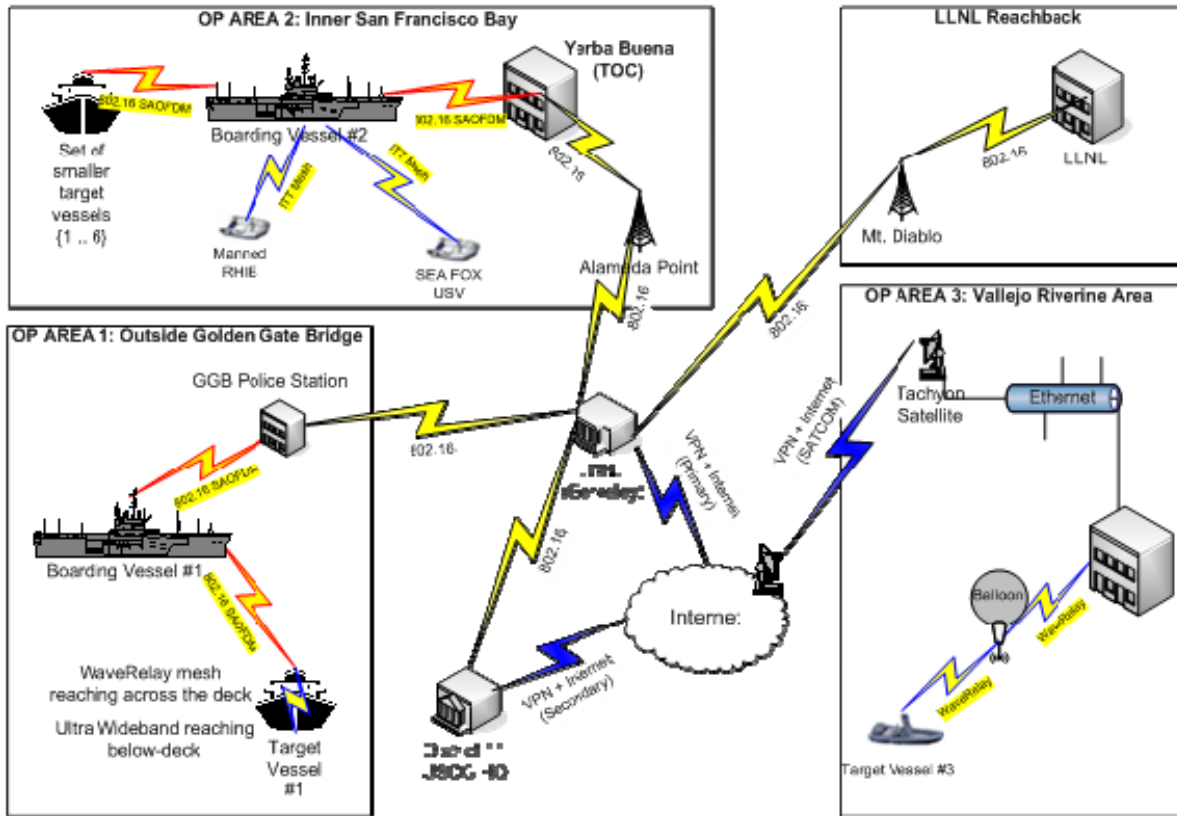 OP AREA 2: Inner San Francisco Bay
Yerba Buena
(TOC)
802.16 SAOFDM
802.16 SAOFDM
Boarding Vessel #2
802.16
Set of
smaller
target
vessels
{1 .. 6}
ITT Mesh
ITT Mesh
Manned
RHIE
SEA FOX
USV
Alameda Point
802.16
LLNL Reachback
802.16
LLNL
Mt. Diablo
802.16
OP AREA 1: Outside Golden Gate Bridge
GGB Police Station
802.16
802.16 SAOFDM
Boarding Vessel #1
802.16 SAOFDM
WaveRelay mesh
reaching across the deck
Ultra Wideband reaching
below-deck
Target
Vessel
#1
802.16
VPN + Internet
(Primary)
VPN + Internet
(SATCOM)
Internet
VPN + Internet
(Secondary)
OP AREA 3: Vallejo Riverine Area
Tachyon
Satellite
Ethernet
Balloon
WaveRelay
WaveRelay
Target Vessel #3